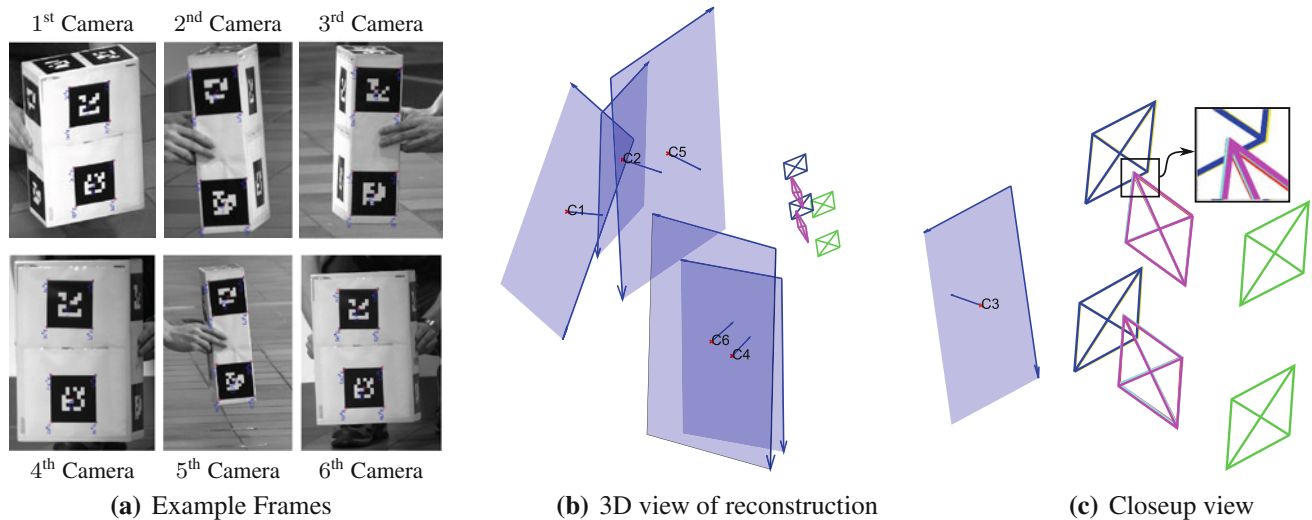 1st Camera
2nd Camera
3rd Camera
4th Camera
5th Camera
6th Camera
(a) Example Frames
C1
C2
C5
C6
C4
(b) 3D view of reconstruction
C3
(c) Closeup view